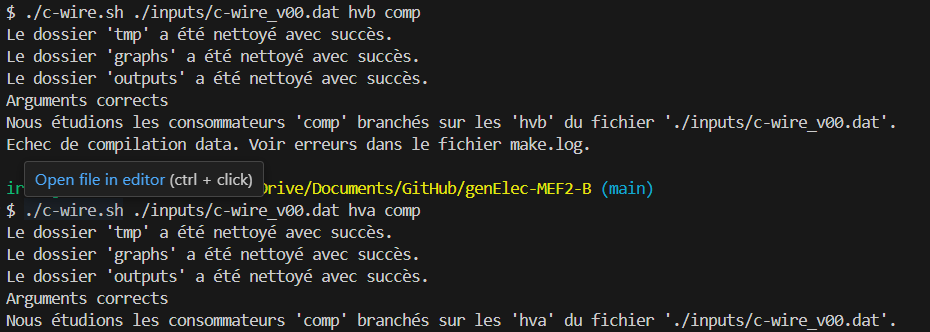 $ ./c-wire.sh ./inputs/c-wire_v00.dat hvb comp
Le dossier 'tmp' a été nettoyé avec succès.
Le dossier 'graphs' a été nettoyé avec succès.
Le dossier 'outputs' a été nettoyé avec succès.
Arguments corrects
Nous étudions les consommateurs 'comp' branchés sur les 'hvb' du fichier './inputs/c-wire_v00.dat'.
Echec de compilation data. Voir erreurs dans le fichier make.log.
Open file in editor (ctrl + click)
Drive/Documents/GitHub/genElec-MEF2-B (main)
$ ./c-wire.sh ./inputs/c-wire_v00.dat hva comp
Le dossier 'tmp' a été nettoyé avec succès.
Le dossier 'graphs' a été nettoyé avec succès.
Le dossier 'outputs' a été nettoyé avec succès.
Arguments corrects
Nous étudions les consommateurs 'comp' branchés sur les 'hva' du fichier './inputs/c-wire_v00.dat'.